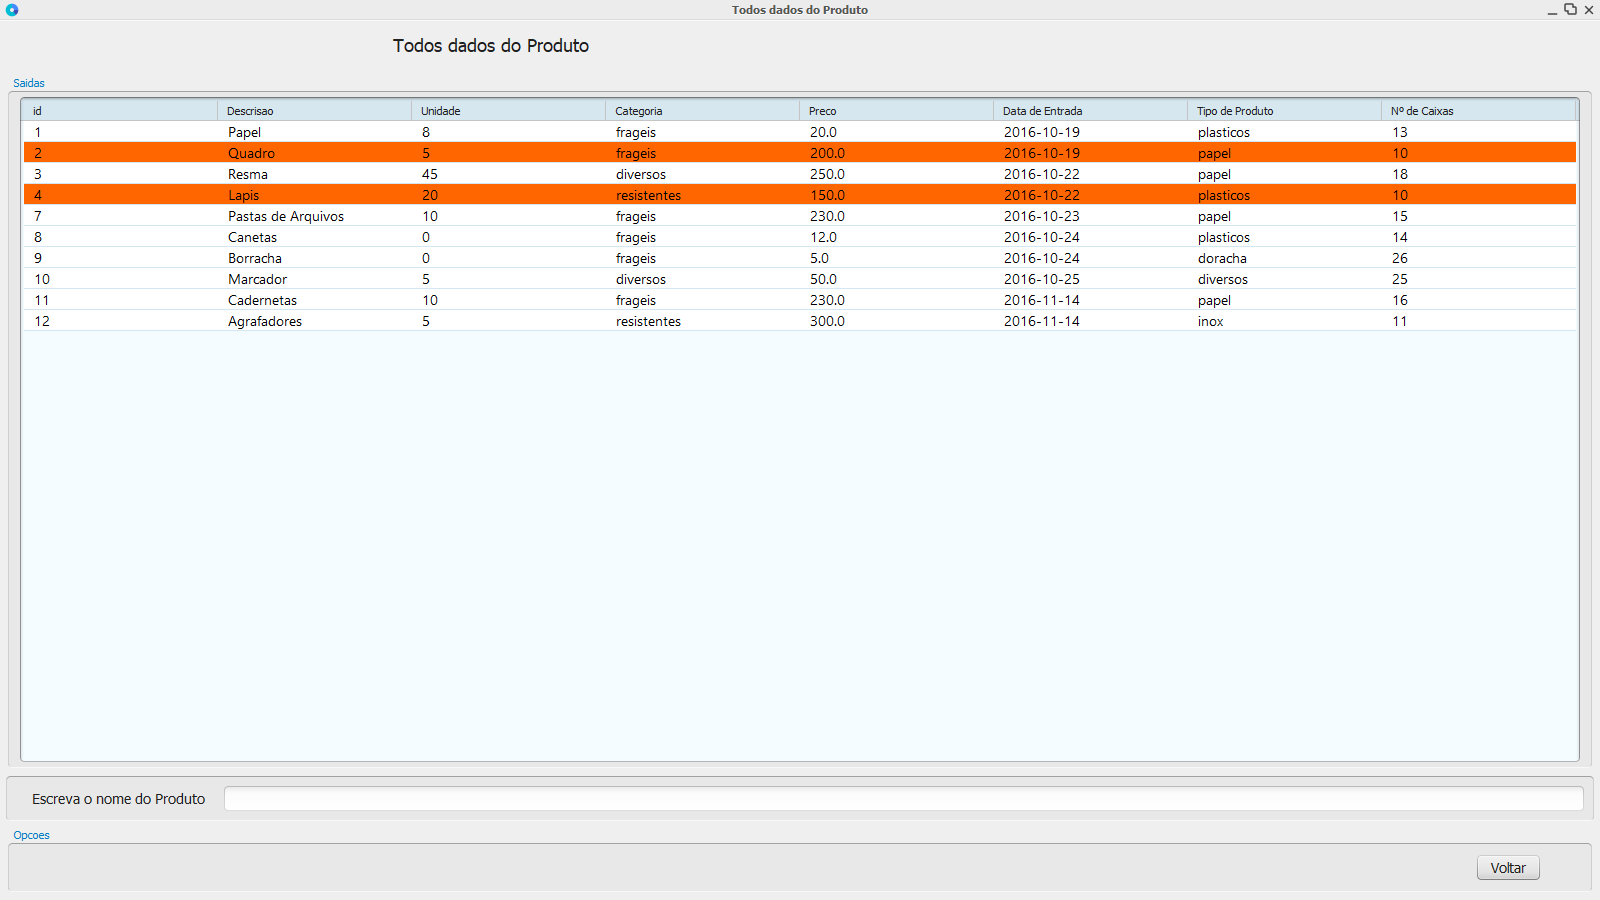 Todos dados do Produto
Todos dados do Produto
Saidas
id Descrisao Unidade Categoria Preco Data de Entrada Tipo de Produto Nº de Caixas
1 Papel 8 frageis 20.0 2016-10-19 plasticos 13
2 Quadro 5 frageis 200.0 2016-10-19 papel 10
3 Resma 45 diversos 250.0 2016-10-22 papel 18
4 Lapis 20 resistentes 150.0 2016-10-22 plasticos 10
7 Pastas de Arquivos 10 frageis 230.0 2016-10-23 papel 15
8 Canetas 0 frageis 12.0 2016-10-24 plasticos 14
9 Borracha 0 frageis 5.0 2016-10-24 doracha 26
10 Marcador 5 diversos 50.0 2016-10-25 diversos 25
11 Cadernetas 10 frageis 230.0 2016-11-14 papel 16
12 Agrafadores 5 resistentes 300.0 2016-11-14 inox 11
Escreva o nome do Produto
Opcoes
Voltar